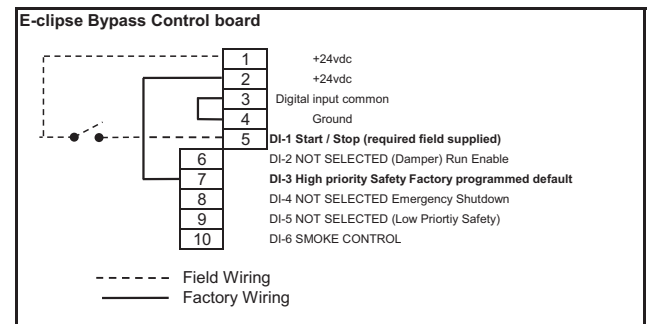 E-clipse Bypass Control board
1 +24vdc
2 +24vdc
3 Digital input common
4 Ground
5 DI-1 Start / Stop (required field supplied)
6 DI-2 NOT SELECTED (Damper) Run Enable
7 DI-3 High priority Safety Factory programmed default
8 DI-4 NOT SELECTED Emergency Shutdown
9 DI-5 NOT SELECTED (Low Priortiy Safety)
10 DI-6 SMOKE CONTROL
Field Wiring
Factory Wiring